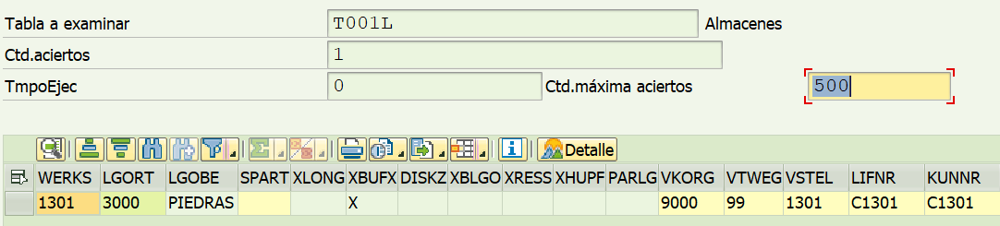 Tabla a examinar T001L Almacenes
Ctd.aciertos 1
TmpoEjec 0 Ctd.máxima aciertos 500
Detalle
WERKS LGORT LGOBE SPART XLONG XBUFX DISKZ XBLGO XRESS XHUPF PARLG VKORG VTWEG VSTEL LIFNR KUNNR
1301 3000 PIEDRAS X 9000 99 1301 C1301 C1301